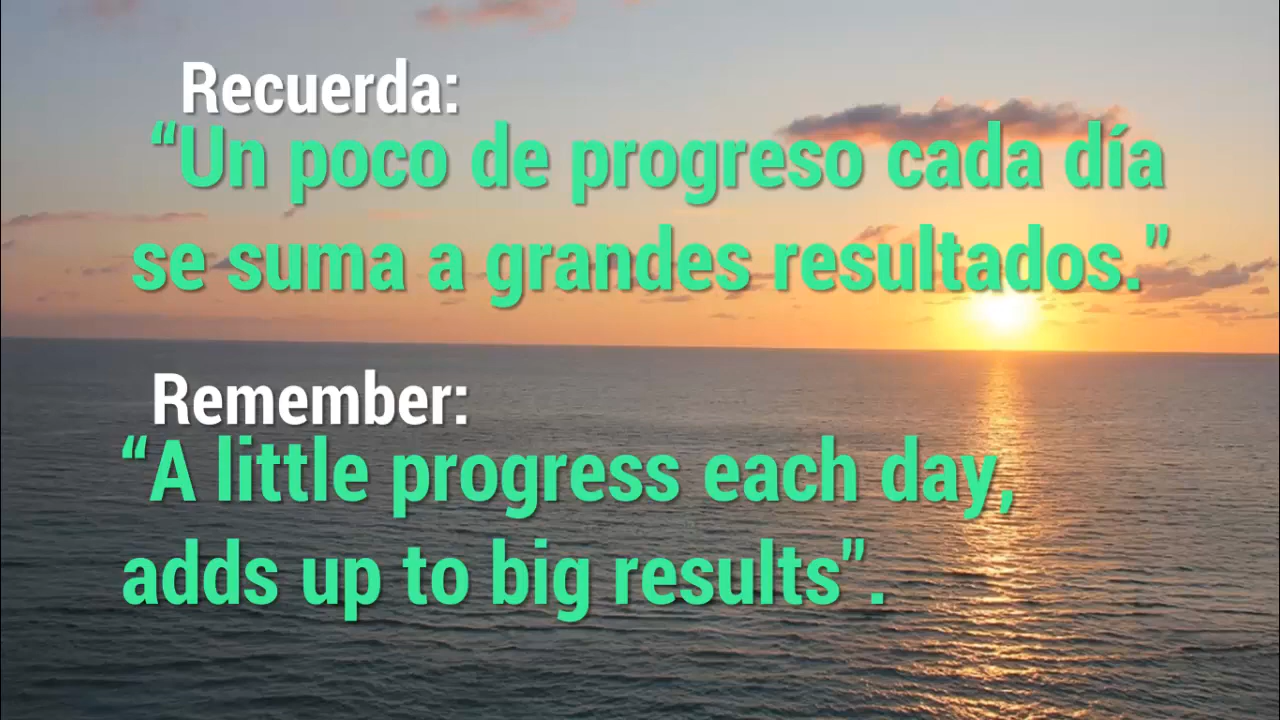 Recuerda:
“Un poco de progreso cada día
se suma a grandes resultados.”
Remember:
“A little progress each day,
adds up to big results”.